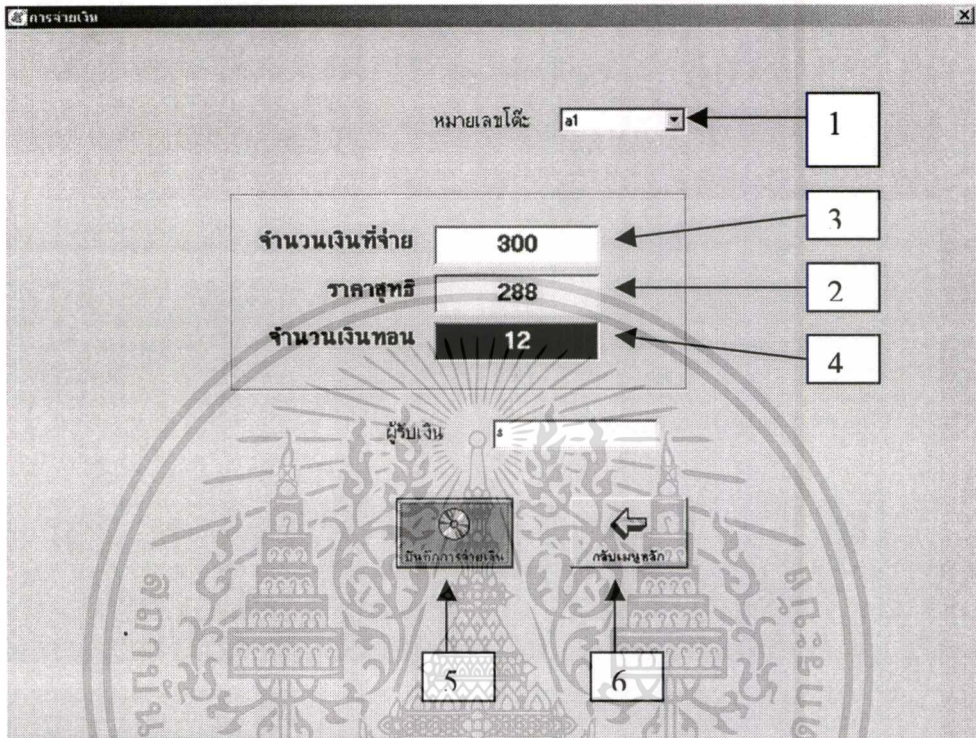 การจ่ายเงิน
หมายเลขโต๊ะ a1
1
3
จำนวนเงินที่จ่าย 300
ราคาสุทธิ 288
2
จำนวนเงินทอน 12
4
ผู้รับเงิน s
บันทึกการจ่ายเงิน กลับเมนูหลัก
5 6